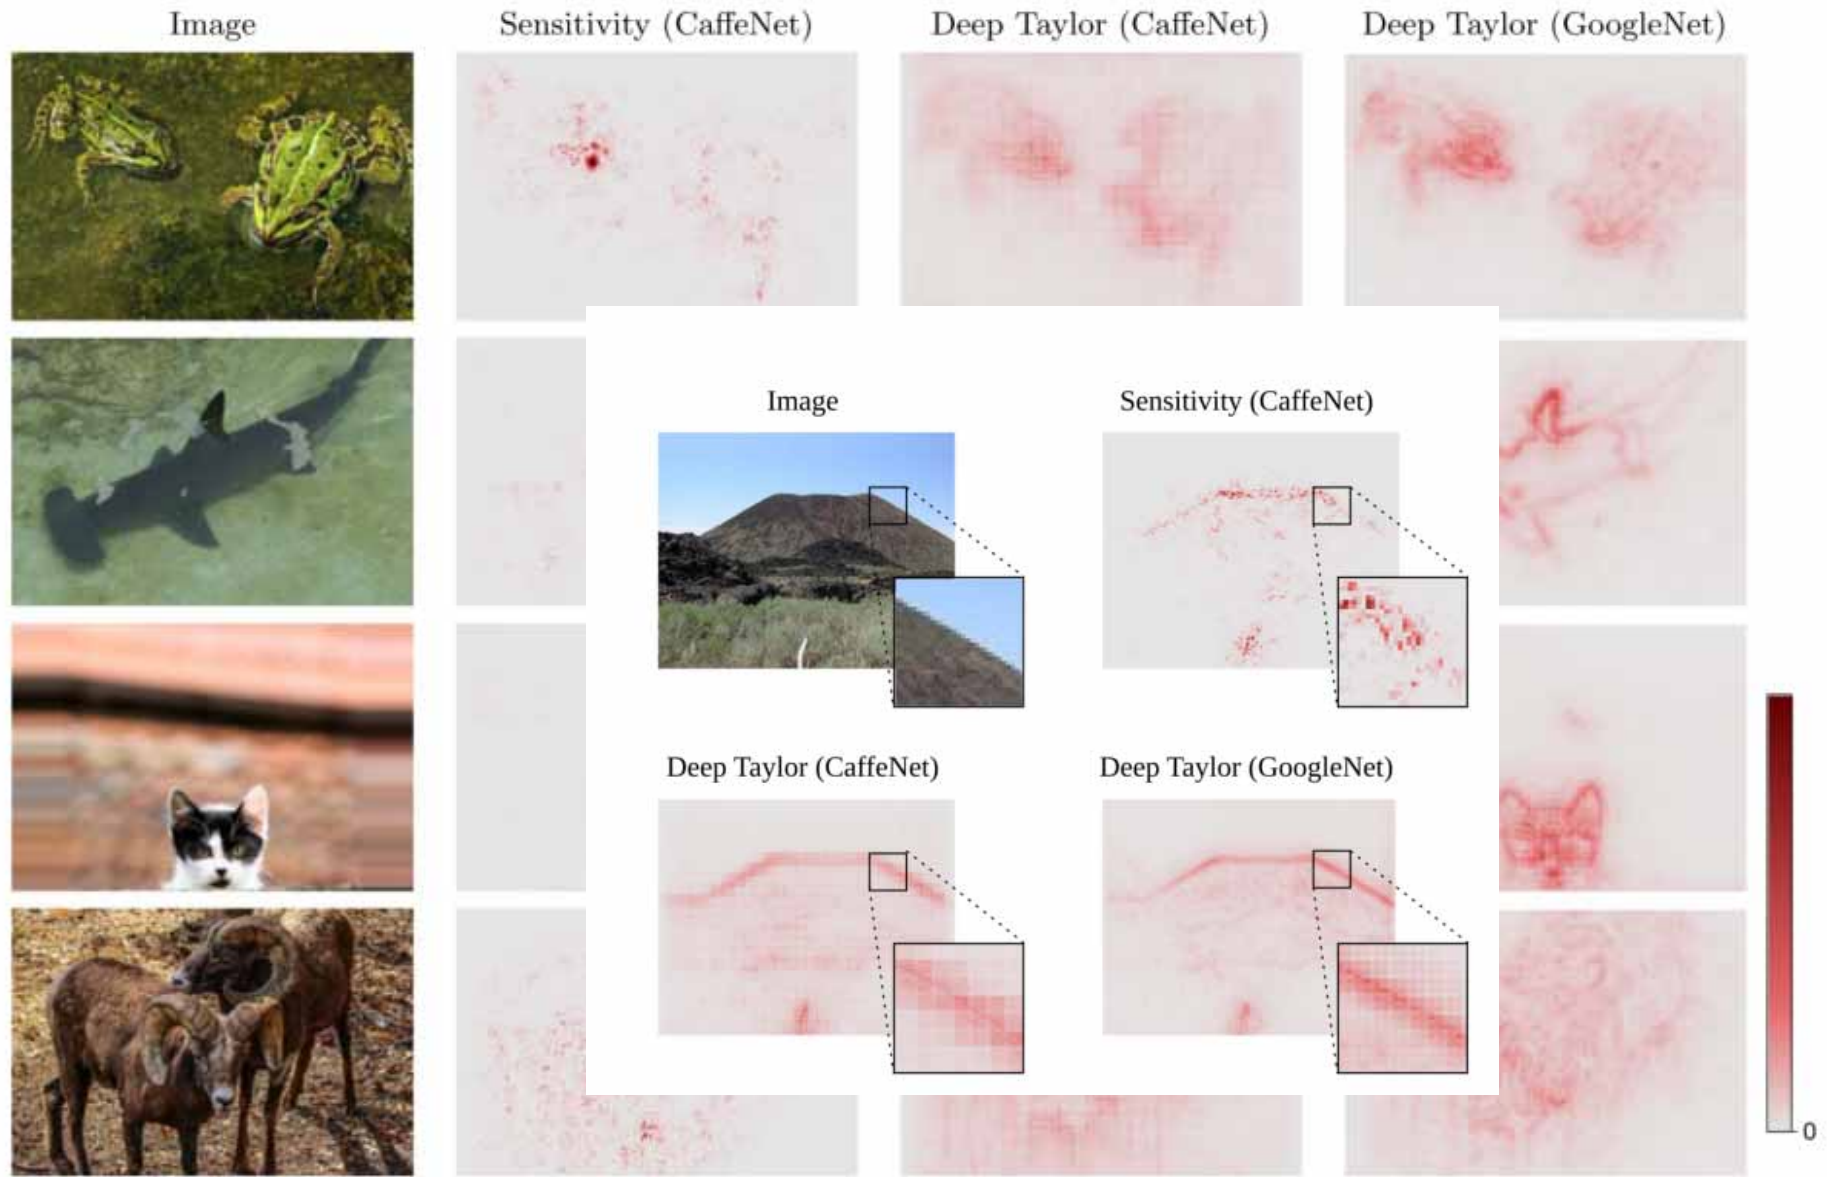 Image
Sensitivity (CaffeNet)
Deep Taylor (CaffeNet)
Deep Taylor (GoogleNet)
Image
Sensitivity (CaffeNet)
Deep Taylor (CaffeNet)
Deep Taylor (GoogleNet)
0